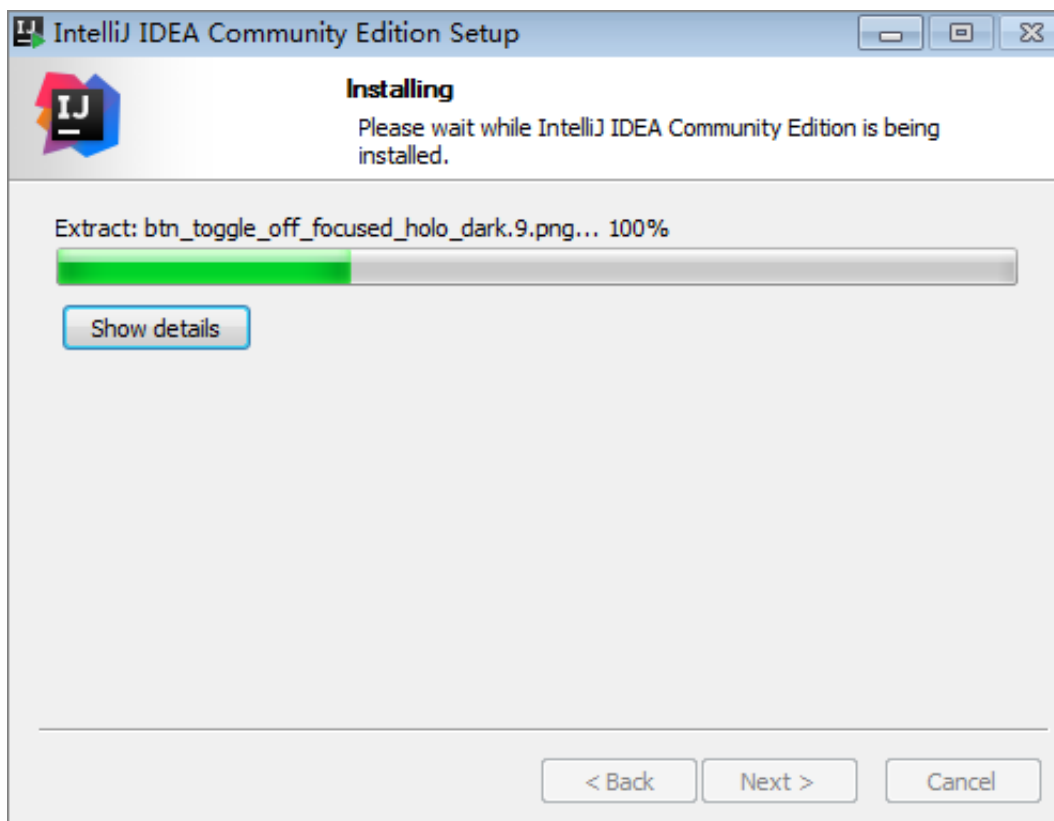 IJ IntelliJ IDEA Community Edition Setup
IJ
Installing
Please wait while IntelliJ IDEA Community Edition is being
installed.
Extract: btn_toggle_off_focused_holo_dark.9.png... 100%
Show details
< Back Next > Cancel